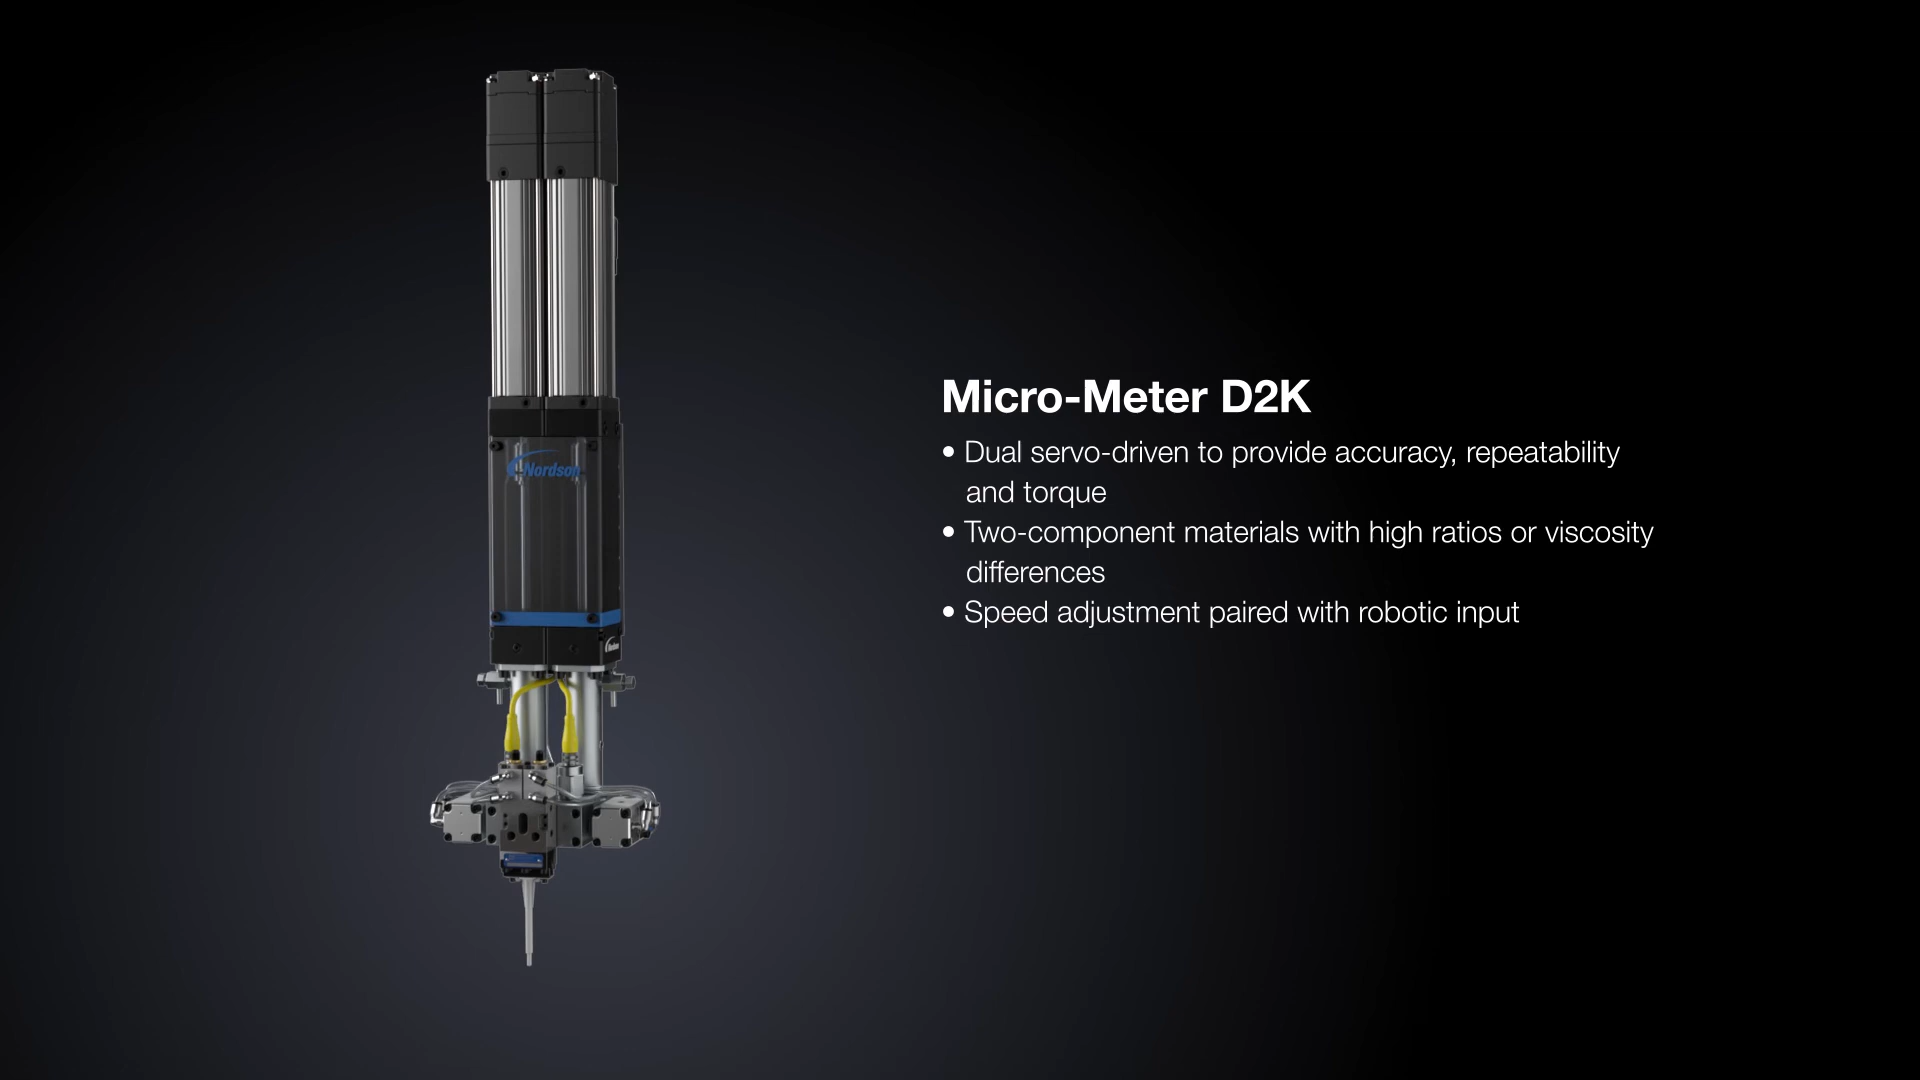 Nordson
Micro-Meter D2K
• Dual servo-driven to provide accuracy, repeatability
and torque
• Two-component materials with high ratios or viscosity
differences
• Speed adjustment paired with robotic input
Nordson